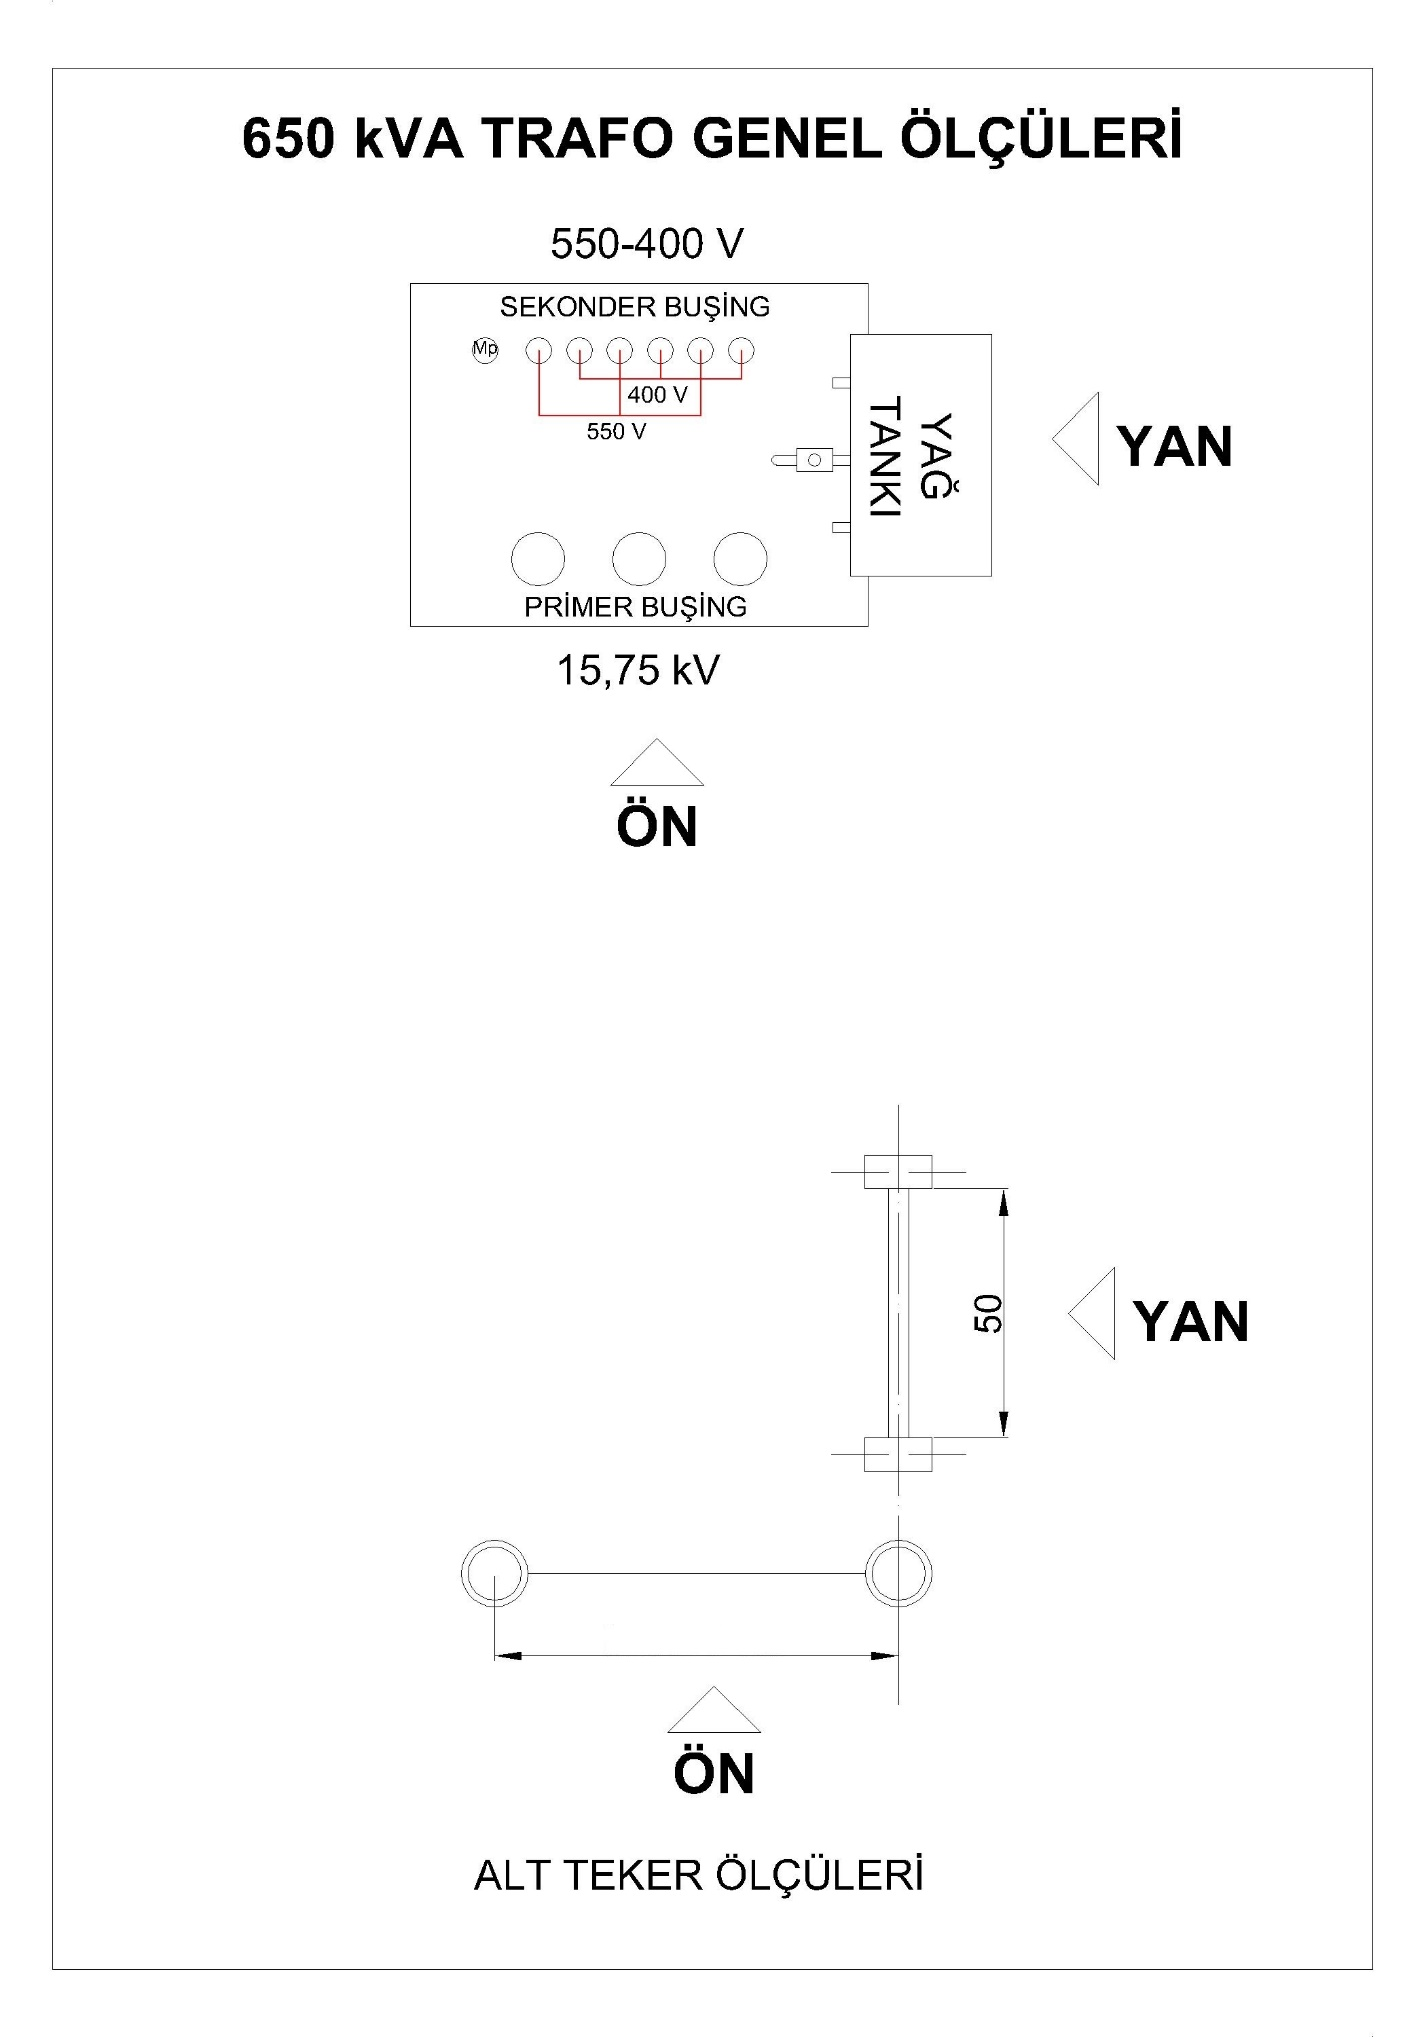 650 kVA TRAFO GENEL ÖLÇÜLERİ
550-400 V
SEKONDER BUŞİNG
Mp
400 V
550 V
YAĞ
TANKI
YAN
PRİMER BUŞİNG
15,75 kV
ÖN
50
YAN
ÖN
ALT TEKER ÖLÇÜLERİ